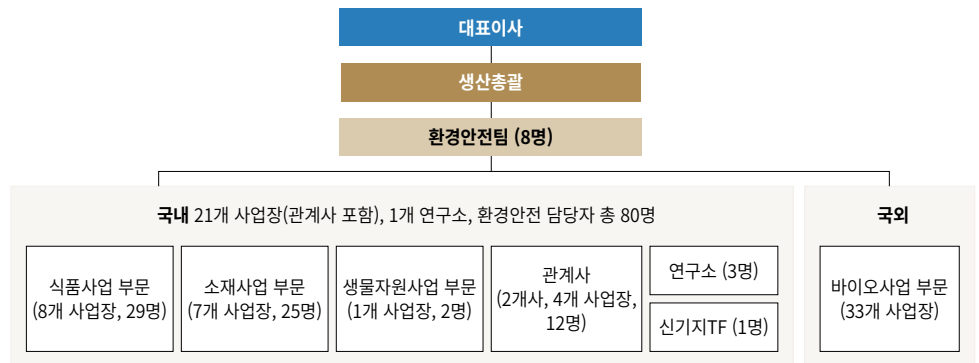 대표이사
생산총괄
환경안전팀 (8명)
국내 21개 사업장(관계사 포함), 1개 연구소, 환경안전 담당자 총 80명
식품사업 부문
(8개 사업장, 29명)
소재사업 부문
(7개 사업장, 25명)
생물자원사업 부문
(1개 사업장, 2명)
관계사
(2개사, 4개 사업장,
12명)
연구소 (3명)
신기지TF (1명)
국외
바이오사업 부문
(33개 사업장)